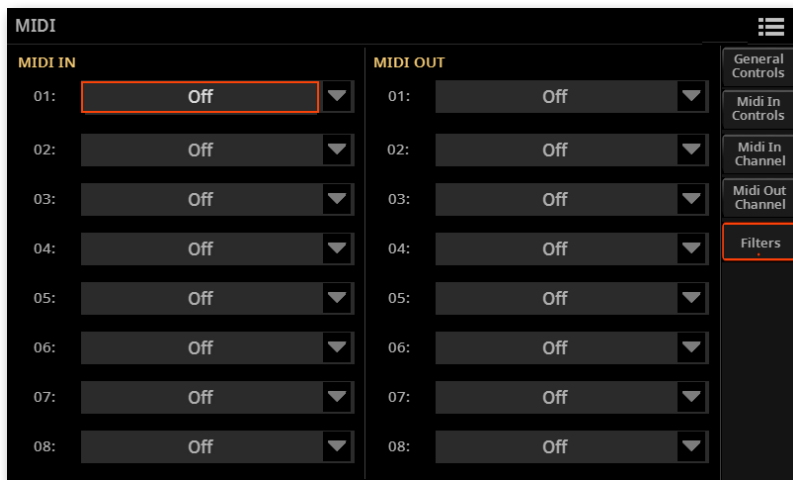 MIDI
MIDI IN
01: Off
02: Off
03: Off
04: Off
05: Off
06: Off
07: Off
08: Off
MIDI OUT
01: Off
02: Off
03: Off
04: Off
05: Off
06: Off
07: Off
08: Off
General
Controls
Midi In
Controls
Midi In
Channel
Midi Out
Channel
Filters